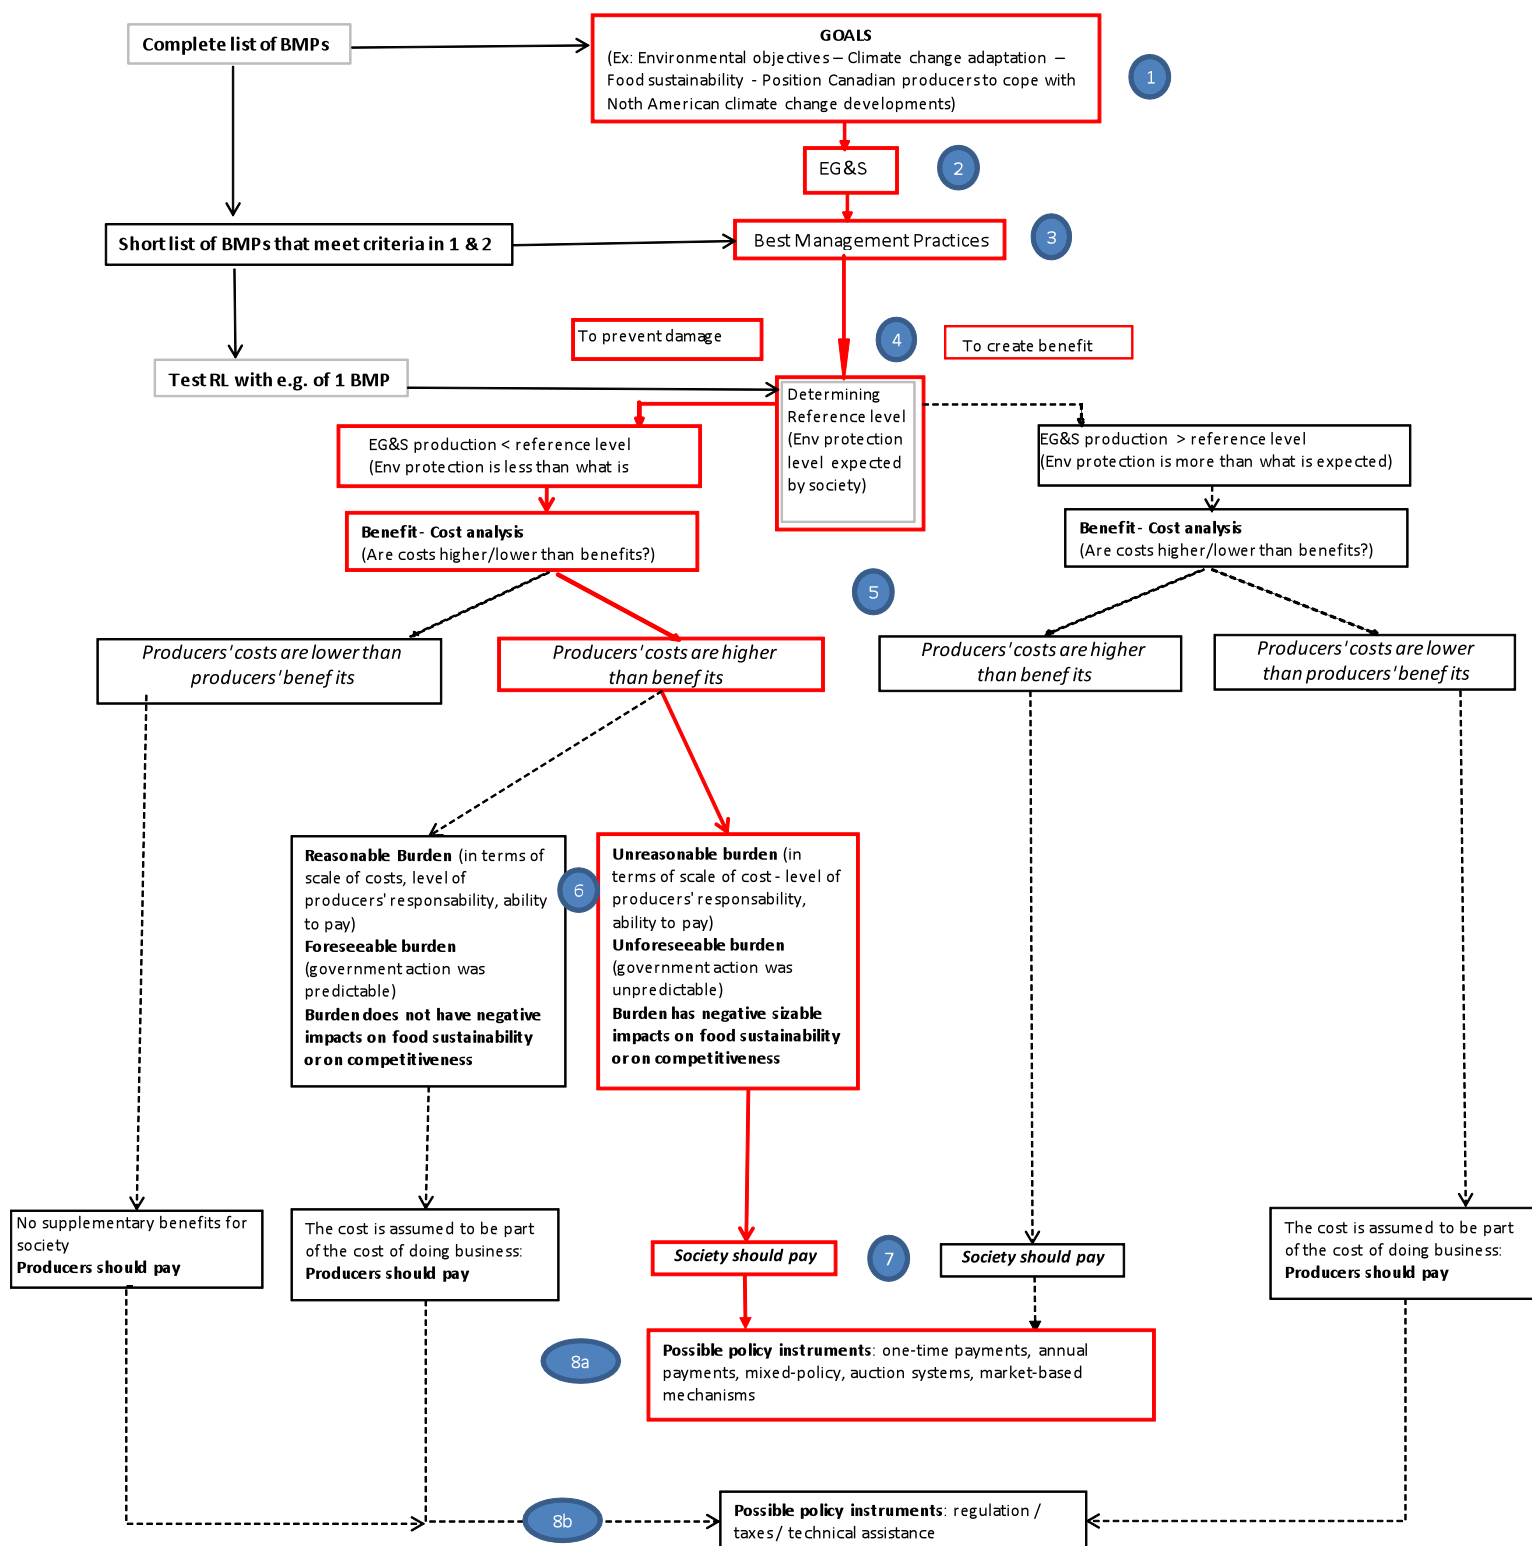 Complete list of BMPs
GOALS
(Ex: Environmental objectives – Climate change adaptation –
Food sustainability - Position Canadian producers to cope with
Noth American climate change developments)
1
EG&S
2
Short list of BMPs that meet criteria in 1 & 2
Best Management Practices
3
To prevent damage
4
To create benefit
Test RL with e.g. of 1 BMP
Determining
Reference level
(Env protection
level expected
by society)
EG&S production < reference level
(Env protection is less than what is
EG&S production > reference level
(Env protection is more than what is expected)
Benefit- Cost analysis
(Are costs higher/lower than benefits?)
Benefit- Cost analysis
(Are costs higher/lower than benefits?)
5
Producers' costs are lower than
producers' benefits
Producers' costs are higher
than benefits
Producers' costs are higher
than benefits
Producers' costs are lower
than producers' benefits
Reasonable Burden (in terms of
scale of costs, level of
producers' responsability, ability
to pay)
Foreseeable burden
(government action was
predictable)
Burden does not have negative
impacts on food sustainability
or on competitiveness
6
Unreasonable burden (in
terms of scale of cost - level of
producers' responsability,
ability to pay)
Unforeseeable burden
(government action was
unpredictable)
Burden has negative sizable
impacts on food sustainability
or on competitiveness
No supplementary benefits for
society
Producers should pay
The cost is assumed to be part
of the cost of doing business:
Producers should pay
Society should pay
7
Society should pay
The cost is assumed to be part
of the cost of doing business:
Producers should pay
8a
Possible policy instruments: one-time payments, annual
payments, mixed-policy, auction systems, market-based
mechanisms
8b
Possible policy instruments: regulation /
taxes / technical assistance